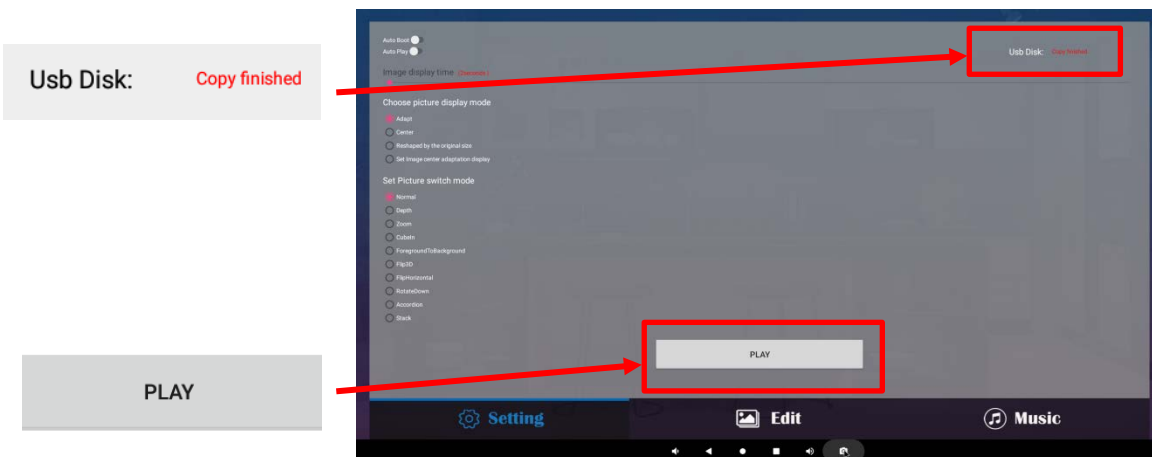 Usb Disk: Copy finished
PLAY
Auto Boot
Auto Play
Usb Disk: Copy finished
Image display time
Choose picture display mode
Adapt
Center
Reshaped by the original size
Set Image center adaptation display
Set Picture switch mode
Normal
Depth
Zoom
CubeIn
ForegroundToBackground
Flip3D
FlipHorizontal
RotateDown
Accordion
Stack
PLAY
Setting Edit Music